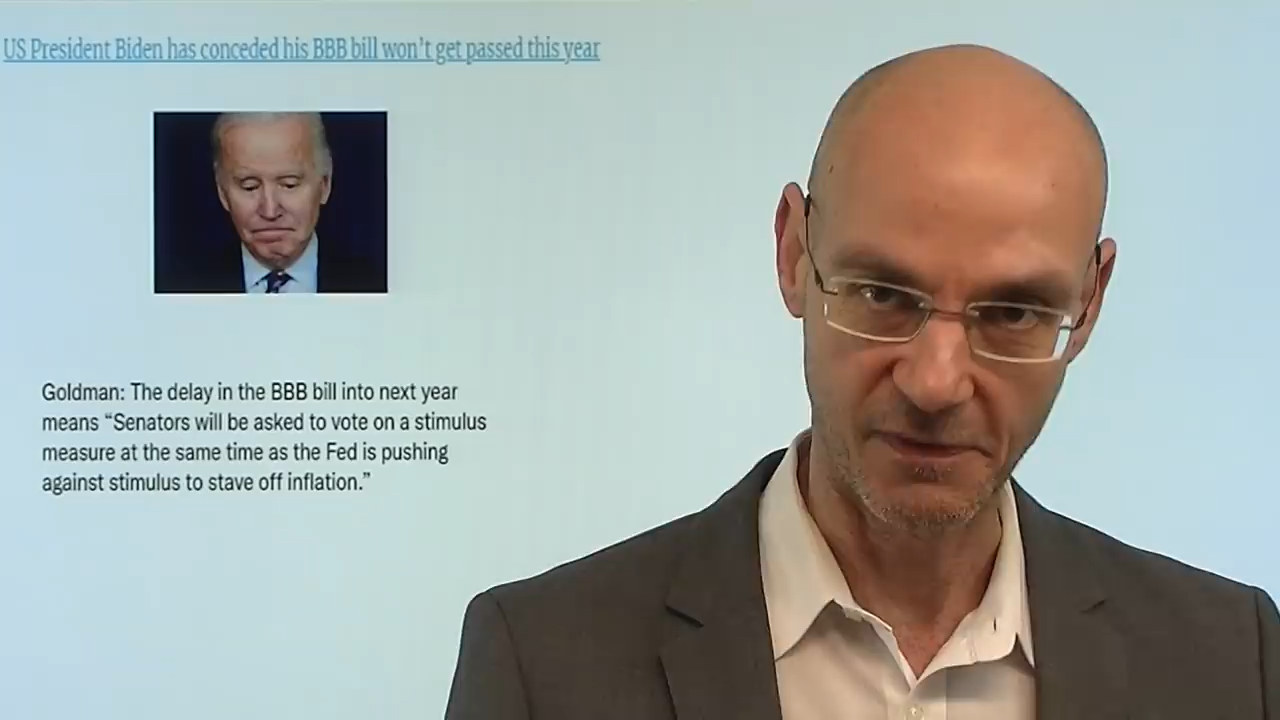 US President Biden has conceded his BBB bill won't get passed this year
Goldman: The delay in the BBB bill into next year
means “Senators will be asked to vote on a stimulus
measure at the same time as the Fed is pushing
against stimulus to stave off inflation.”